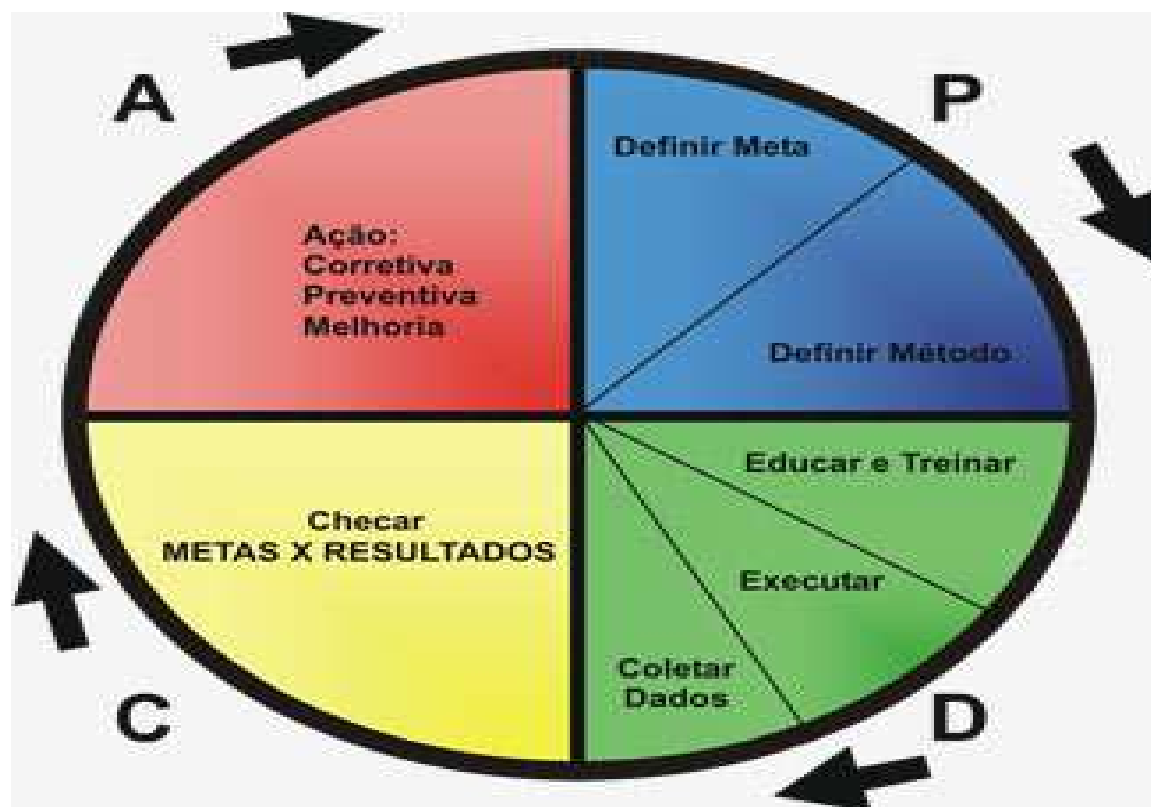 A
P
Definir Meta
Ação:
Corretiva
Preventiva
Melhoria
Definir Método
Educar e Treinar
Checar
METAS X RESULTADOS
Executar
Coletar
Dados
C
D